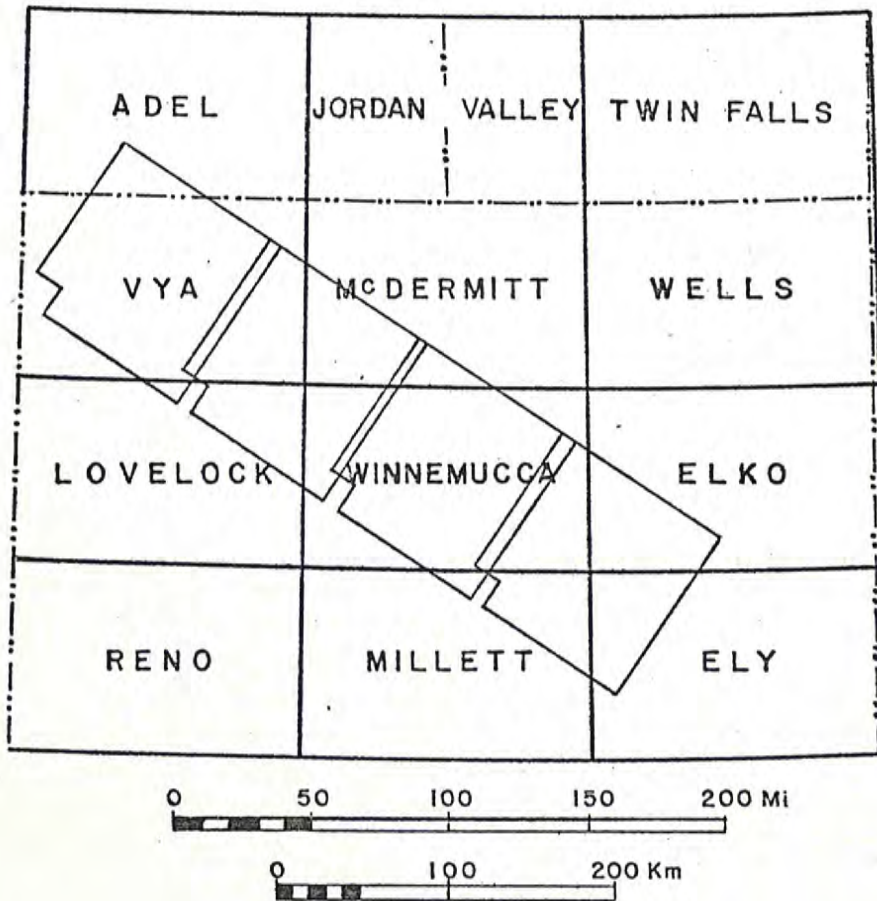 ADEL JORDAN VALLEY TWIN FALLS
VYA McDERMITT WELLS
LOVELOCK WINNEMUCCA ELKO
RENO MILLETT ELY
0 50 100 150 200 Mi
0 100 200 Km